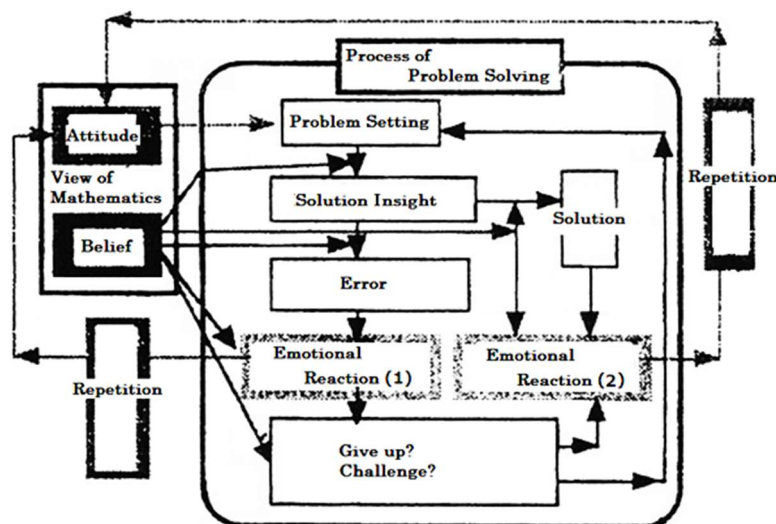 Process of
Problem Solving
Attitude
View of
Mathematics
Belief
Problem Setting
Solution Insight
Solution
Error
Emotional
Reaction (1)
Emotional
Reaction (2)
Give up?
Challenge?
Repetition
Repetition